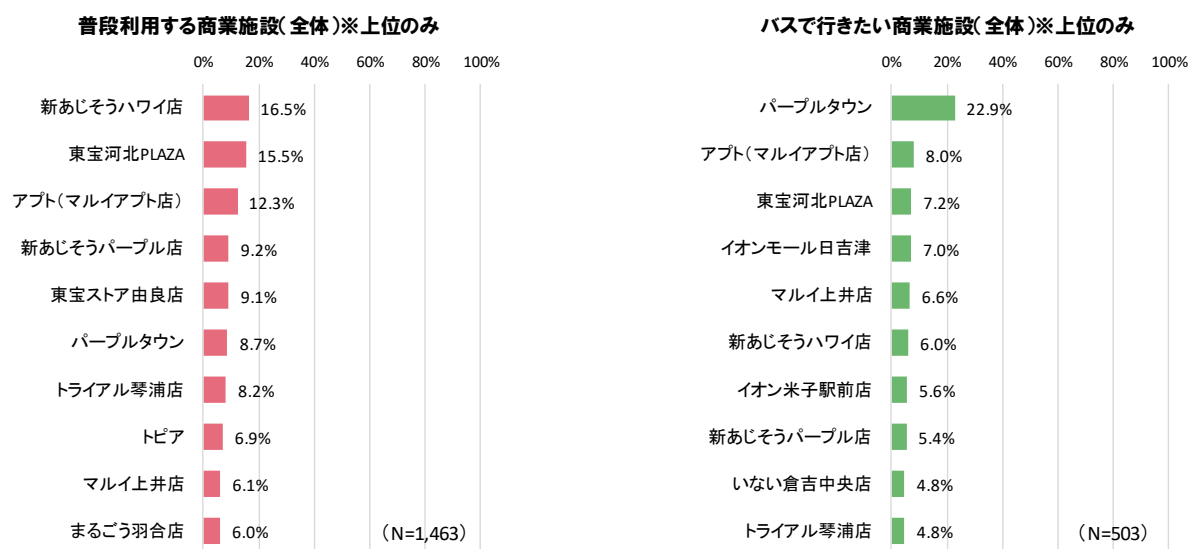 普段利用する商業施設(全体)※上位のみ
0% 20% 40% 60% 80% 100%
新あじそうハワイ店 16.5%
東宝河北PLAZA 15.5%
アプト(マルイアプト店) 12.3%
新あじそうパープル店 9.2%
東宝ストア由良店 9.1%
パープルタウン 8.7%
トライアル琴浦店 8.2%
トピア 6.9%
マルイ上井店 6.1%
まるごう羽合店 6.0%
(N=1,463)
バスで行きたい商業施設(全体)※上位のみ
0% 20% 40% 60% 80% 100%
パープルタウン 22.9%
アプト(マルイアプト店) 8.0%
東宝河北PLAZA 7.2%
イオンモール日吉津 7.0%
マルイ上井店 6.6%
新あじそうハワイ店 6.0%
イオン米子駅前店 5.6%
新あじそうパープル店 5.4%
いない倉吉中央店 4.8%
トライアル琴浦店 4.8%
(N=503)